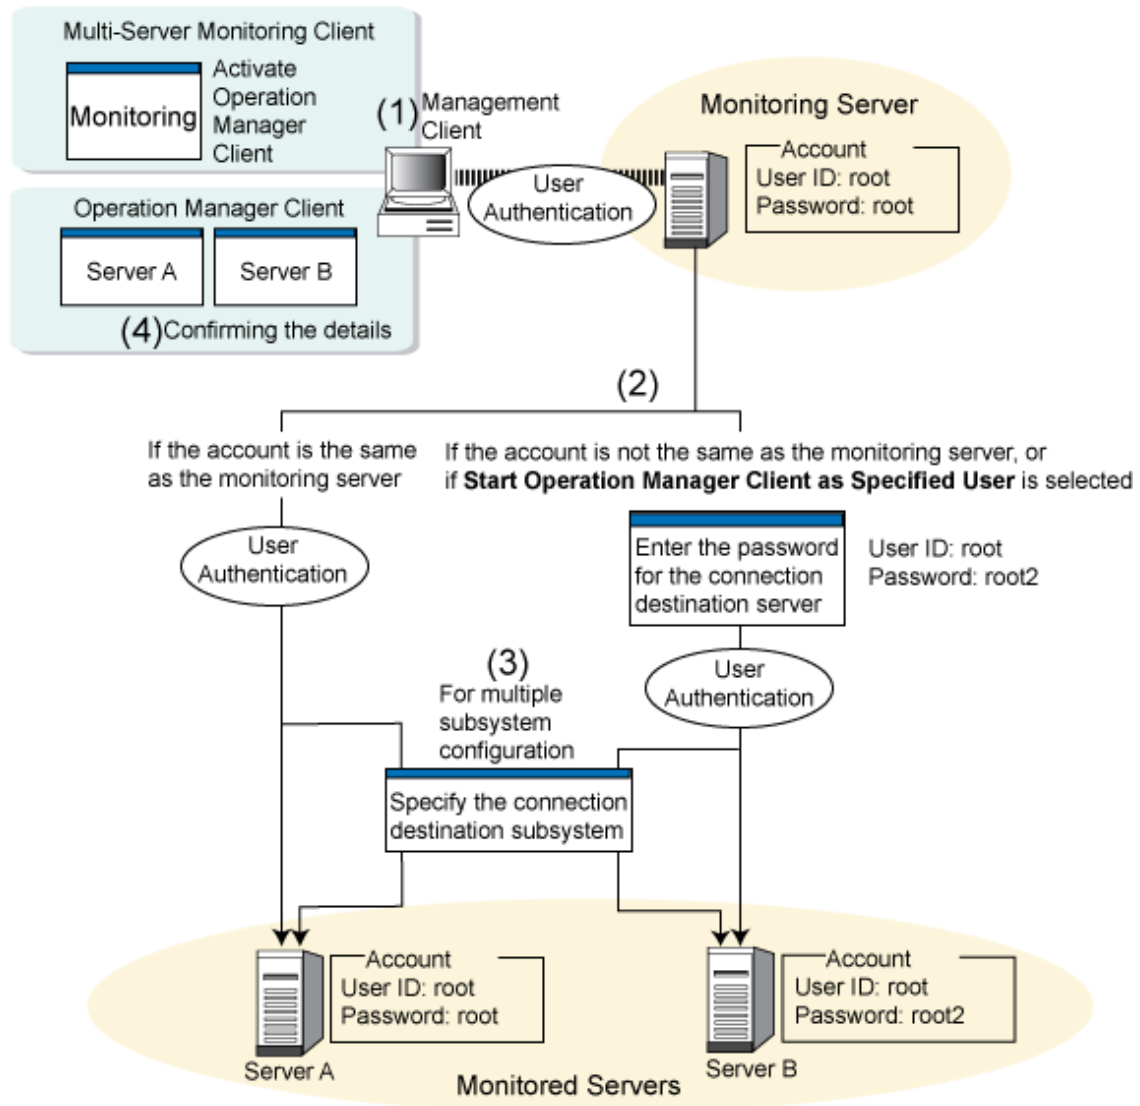 Multi-Server Monitoring Client
Monitoring
Activate
Operation
Manager
Client
(1)
Management
Client
User
Authentication
Monitoring Server
Account
User ID: root
Password: root
Operation Manager Client
Server A
Server B
(4)
Confirming the details
(2)
If the account is the same
as the monitoring server
If the account is not the same as the monitoring server, or
if Start Operation Manager Client as Specified User is selected
User
Authentication
Enter the password
for the connection
destination server
User ID: root
Password: root2
User
Authentication
(3)
For multiple
subsystem
configuration
Specify the connection
destination subsystem
Account
User ID: root
Password: root
Server A
Account
User ID: root
Password: root2
Server B
Monitored Servers